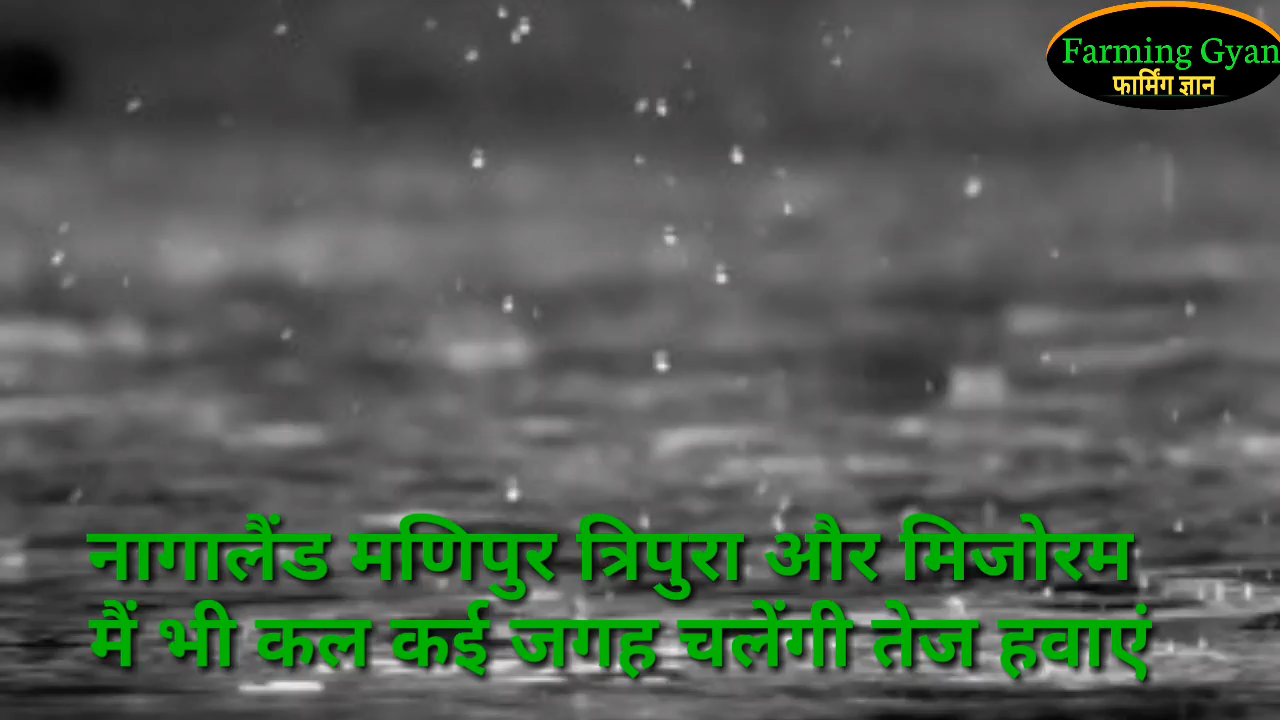 Farming Gyan
फार्मिंग ज्ञान
नागालैंड मणिपुर त्रिपुरा और मिजोरम
मैं भी कल कई जगह चलेंगी तेज हवाएं